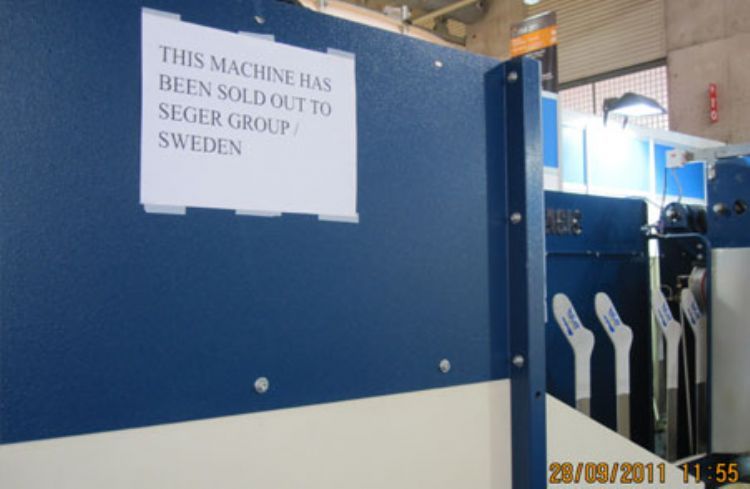 THIS MACHINE HAS
BEEN SOLD OUT TO
SEGER GROUP /
SWEDEN
28/09/2011 11:55